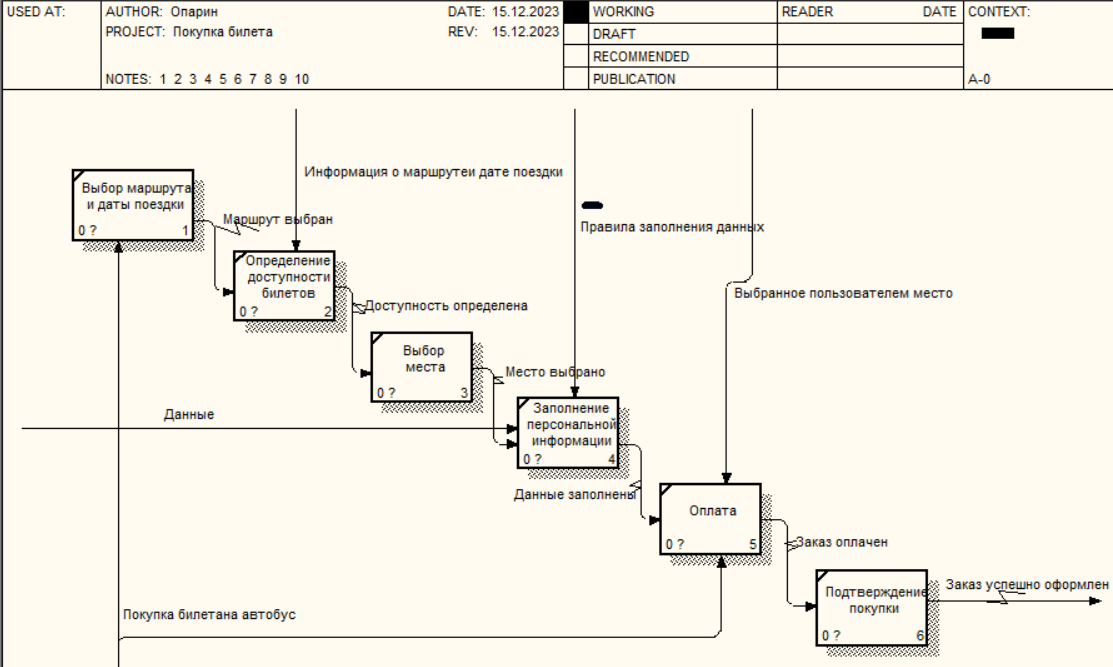 USED AT:
AUTHOR: Опарин
DATE: 15.12.2023
WORKING
READER
DATE
CONTEXT:
PROJECT: Покупка билета
REV: 15.12.2023
DRAFT
RECOMMENDED
NOTES: 1 2 3 4 5 6 7 8 9 10
PUBLICATION
A-0
Информация о маршрутеи дате поездки
Выбор маршрута
и даты поездки
0 ?
1
Маршрут выбран
Правила заполнения данных
Определение
доступности
билетов
0 ?
2
Выбранное пользователем место
Доступность определена
Выбор
места
0 ?
3
Место выбрано
Данные
Заполнение
персональной
информации
0 ?
4
Данные заполнены
Оплата
0 ?
5
Заказ оплачен
Подтверждение
покупки
0 ?
6
Заказ успешно оформлен
Покупка билетана автобус